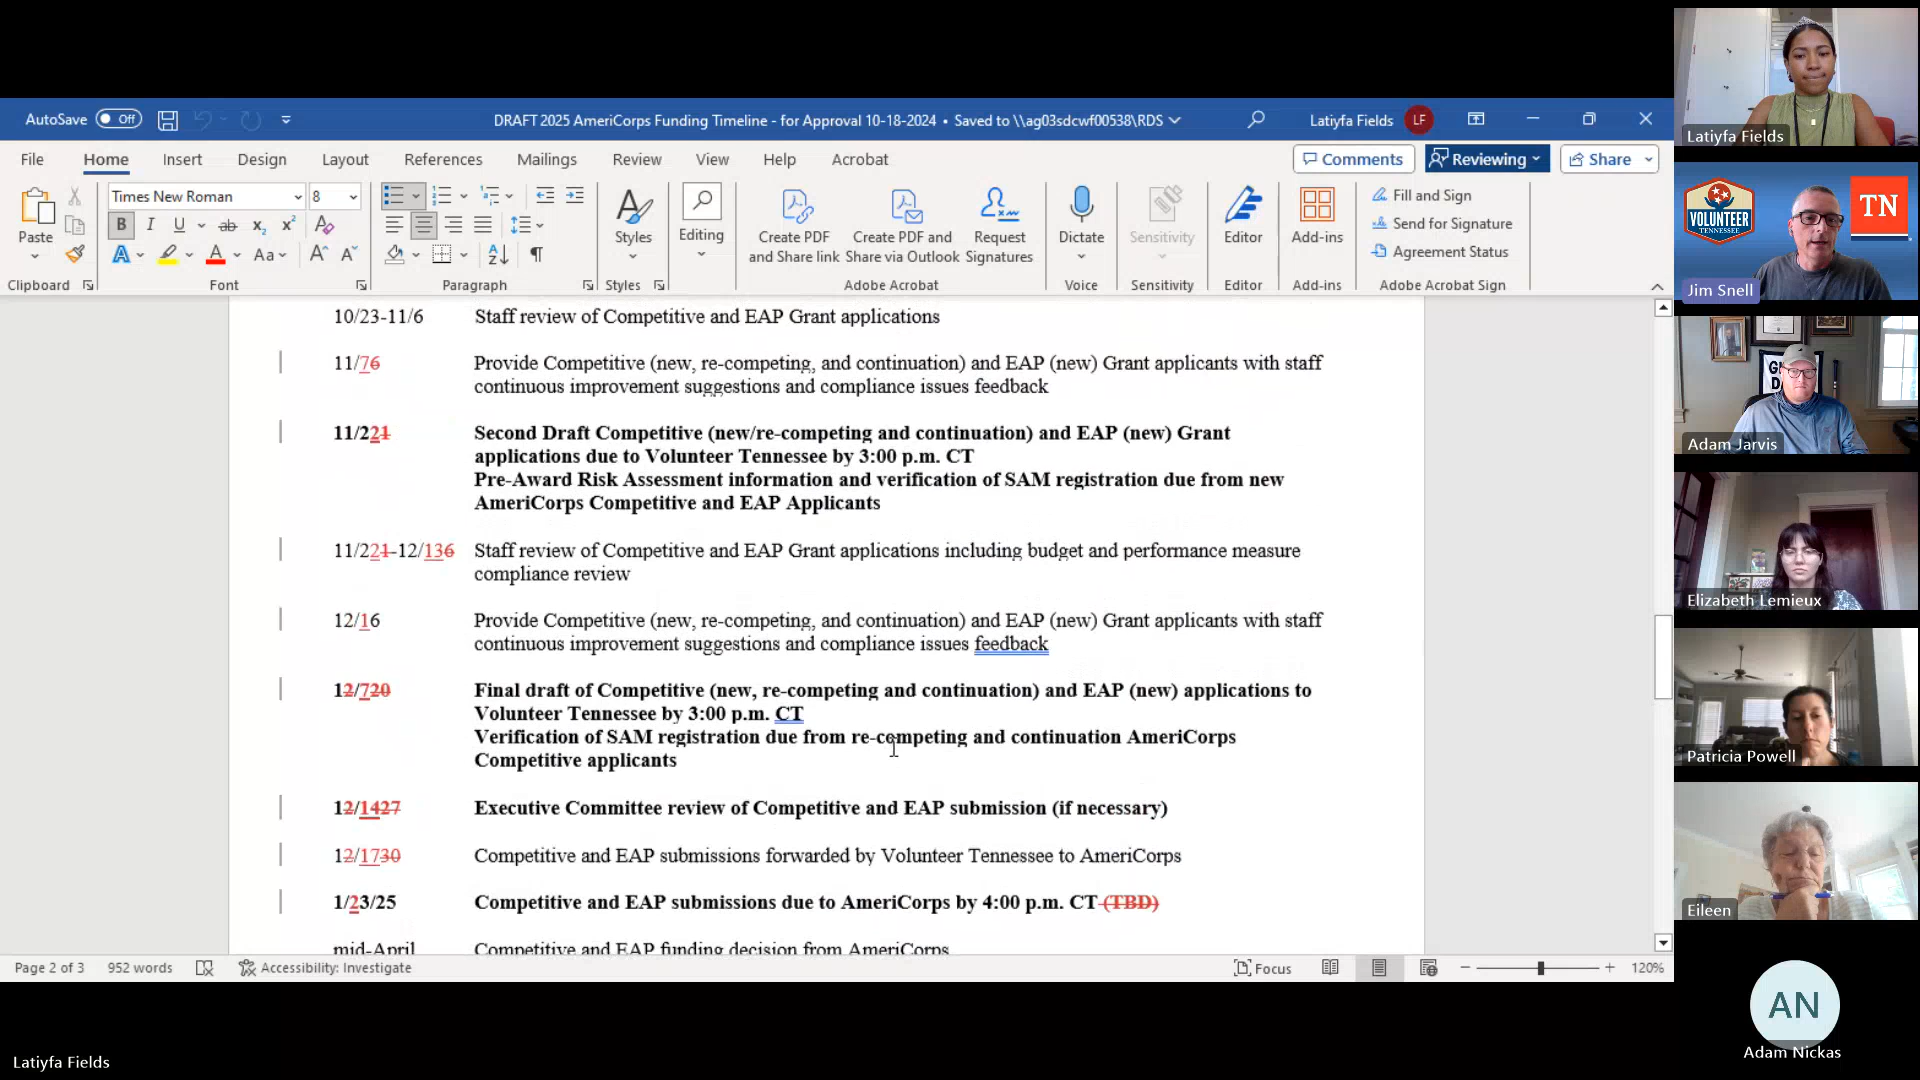 AutoSave Off
DRAFT 2025 AmeriCorps Funding Timeline - for Approval 10-18-2024 • Saved to \\ag03sdcwf00538\RDS
Latiyfa Fields LF
File Home Insert Design Layout References Mailings Review View Help Acrobat
Comments Reviewing Share
Times New Roman 8
Paste
B I U ab x₂ x² A
A A Aa A A
Styles
Editing
Create PDF and Share link
Create PDF and Share via Outlook
Request Signatures
Dictate
Sensitivity
Editor
Add-ins
Fill and Sign
Send for Signature
Agreement Status
Clipboard Font Paragraph Styles Adobe Acrobat Voice Sensitivity Editor Add-ins Adobe Acrobat Sign
10/23-11/6 Staff review of Competitive and EAP Grant applications
11/76 Provide Competitive (new, re-competing, and continuation) and EAP (new) Grant applicants with staff
continuous improvement suggestions and compliance issues feedback
11/221 Second Draft Competitive (new/re-competing and continuation) and EAP (new) Grant
applications due to Volunteer Tennessee by 3:00 p.m. CT
Pre-Award Risk Assessment information and verification of SAM registration due from new
AmeriCorps Competitive and EAP Applicants
11/221-12/136 Staff review of Competitive and EAP Grant applications including budget and performance measure
compliance review
12/16 Provide Competitive (new, re-competing, and continuation) and EAP (new) Grant applicants with staff
continuous improvement suggestions and compliance issues feedback
12/720 Final draft of Competitive (new, re-competing and continuation) and EAP (new) applications to
Volunteer Tennessee by 3:00 p.m. CT
Verification of SAM registration due from re-competing and continuation AmeriCorps
Competitive applicants
12/1427 Executive Committee review of Competitive and EAP submission (if necessary)
12/1730 Competitive and EAP submissions forwarded by Volunteer Tennessee to AmeriCorps
1/23/25 Competitive and EAP submissions due to AmeriCorps by 4:00 p.m. CT (TBD)
mid-April Competitive and EAP funding decision from AmeriCorps
Page 2 of 3 952 words Accessibility: Investigate Focus 120%
Latiyfa Fields
Latiyfa Fields
VOLUNTEER
TENNESSEE
TN
Jim Snell
Adam Jarvis
Elizabeth Lemieux
Patricia Powell
Eileen
AN
Adam Nickas